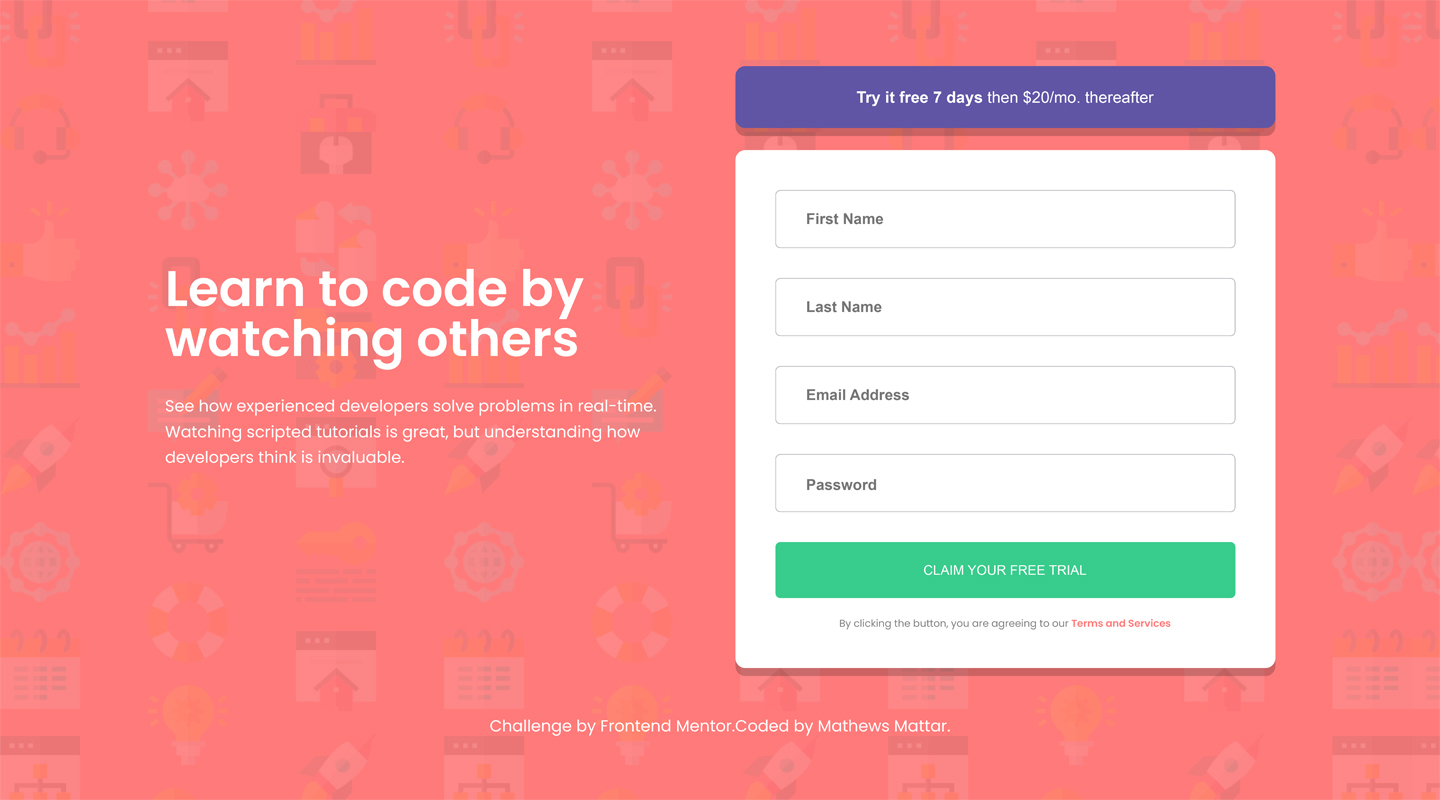 Learn to code by
watching others
See how experienced developers solve problems in real-time.
Watching scripted tutorials is great, but understanding how
developers think is invaluable.
Try it free 7 days then $20/mo. thereafter
First Name
Last Name
Email Address
Password
CLAIM YOUR FREE TRIAL
By clicking the button, you are agreeing to our Terms and Services
Challenge by Frontend Mentor.Coded by Mathews Mattar.